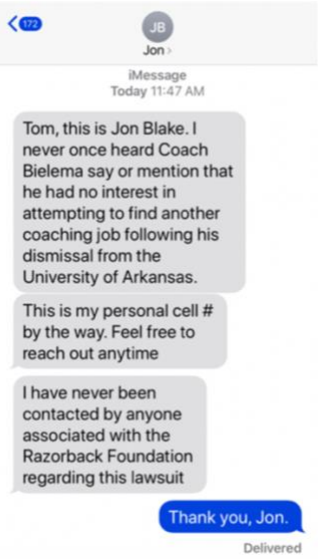 172
JB
Jon >
iMessage
Today 11:47 AM
Tom, this is Jon Blake. I
never once heard Coach
Bielema say or mention that
he had no interest in
attempting to find another
coaching job following his
dismissal from the
University of Arkansas.
This is my personal cell #
by the way. Feel free to
reach out anytime
I have never been
contacted by anyone
associated with the
Razorback Foundation
regarding this lawsuit
Thank you, Jon.
Delivered